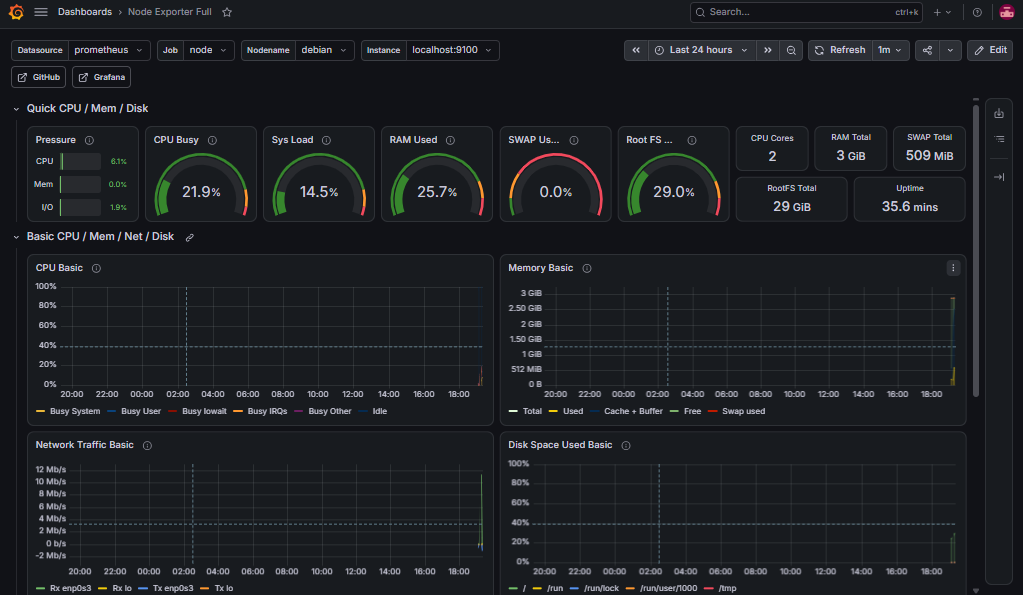 Dashboards › Node Exporter Full Search... ctrl+k
Datasource prometheus Job node Nodename debian Instance localhost:9100 Last 24 hours Refresh 1m Edit
GitHub Grafana
Quick CPU / Mem / Disk
Pressure CPU Busy Sys Load RAM Used SWAP Us... Root FS ... CPU Cores RAM Total SWAP Total
CPU 6.1%
Mem 0.0%
I/O 1.9%
21.9% 14.5% 25.7% 0.0% 29.0%
2 3 GiB 509 MiB
RootFS Total Uptime
29 GiB 35.6 mins
Basic CPU / Mem / Net / Disk
CPU Basic
100%
80%
60%
40%
20%
0%
20:00 22:00 00:00 02:00 04:00 06:00 08:00 10:00 12:00 14:00 16:00 18:00
Busy System Busy User Busy Iowait Busy IRQs Busy Other Idle
Memory Basic
3 GiB
2.50 GiB
2 GiB
1.50 GiB
1 GiB
512 MiB
0 B
20:00 22:00 00:00 02:00 04:00 06:00 08:00 10:00 12:00 14:00 16:00 18:00
Total Used Cache + Buffer Free Swap used
Network Traffic Basic
12 Mb/s
10 Mb/s
8 Mb/s
6 Mb/s
4 Mb/s
2 Mb/s
0 b/s
-2 Mb/s
20:00 22:00 00:00 02:00 04:00 06:00 08:00 10:00 12:00 14:00 16:00 18:00
Rx enp0s3 Rx lo Tx enp0s3 Tx lo
Disk Space Used Basic
100%
80%
60%
40%
20%
0%
20:00 22:00 00:00 02:00 04:00 06:00 08:00 10:00 12:00 14:00 16:00 18:00
/ /run /run/lock /run/user/1000 /tmp